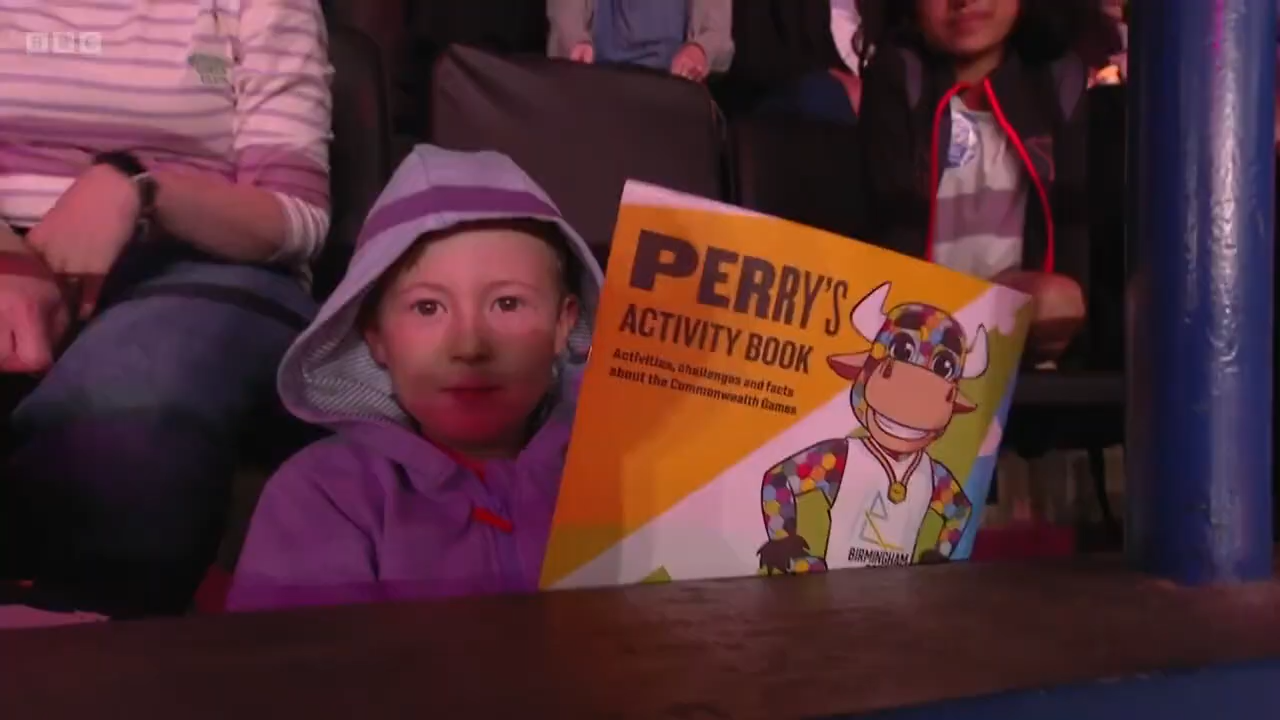 BBC
PERRY'S
ACTIVITY BOOK
Activities, challenges and facts
about the Commonwealth Games
BIRMINGHAM